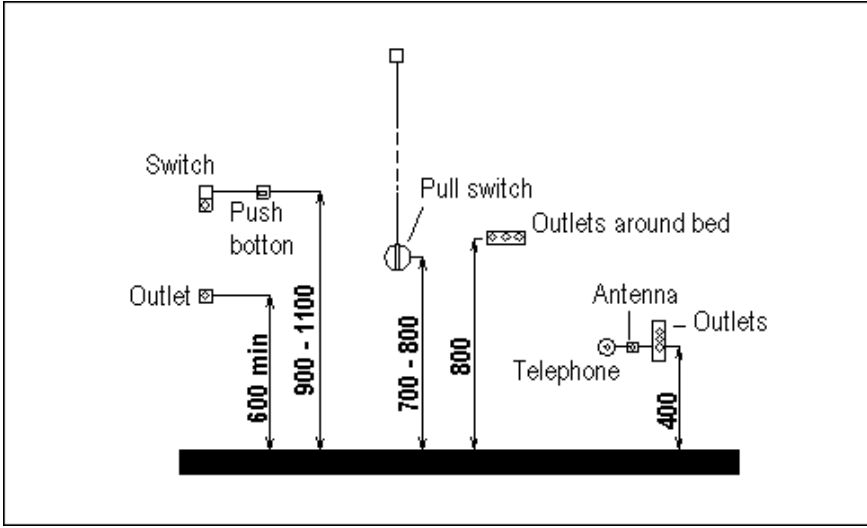 Switch
Push
botton
Outlet
600 min
900 - 1100
Pull switch
700 - 800
Outlets around bed
800
Antenna
Outlets
Telephone
400